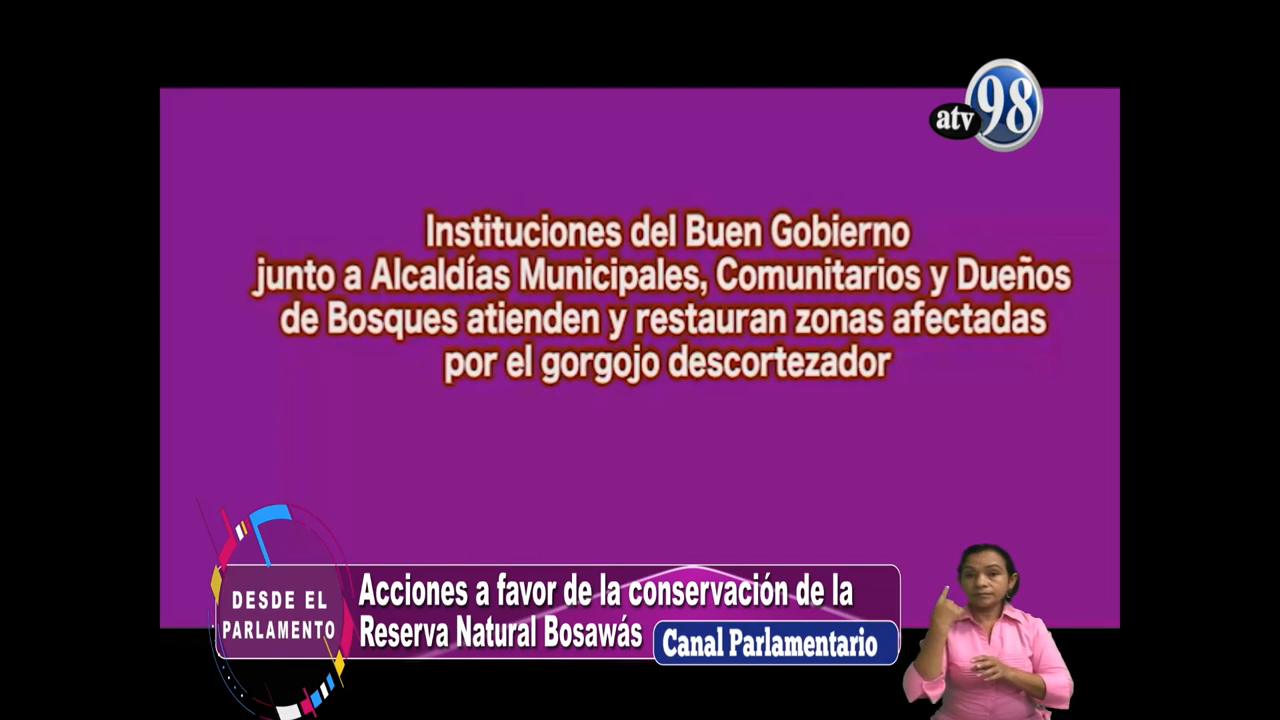 atv 98
Instituciones del Buen Gobierno
junto a Alcaldías Municipales, Comunitarios y Dueños
de Bosques atienden y restauran zonas afectadas
por el gorgojo descortezador
DESDE EL
PARLAMENTO
Acciones a favor de la conservación de la
Reserva Natural Bosawás
Canal Parlamentario